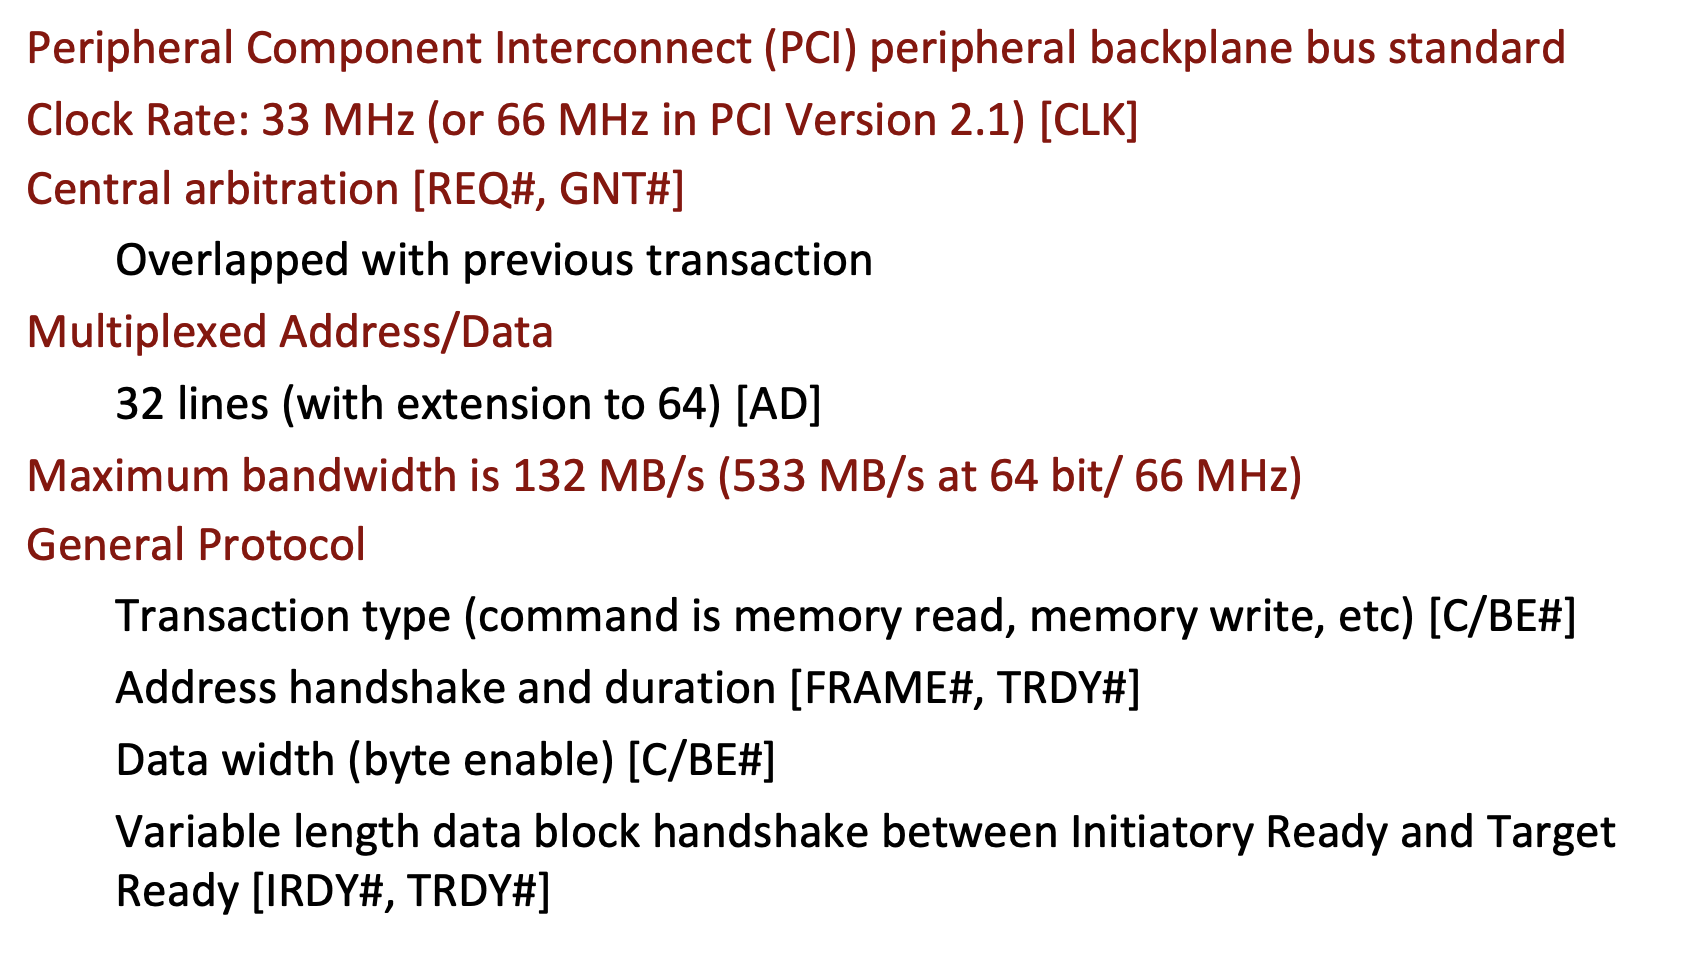 Peripheral Component Interconnect (PCI) peripheral backplane bus standard
Clock Rate: 33 MHz (or 66 MHz in PCI Version 2.1) [CLK]
Central arbitration [REQ#, GNT#]
Overlapped with previous transaction
Multiplexed Address/Data
32 lines (with extension to 64) [AD]
Maximum bandwidth is 132 MB/s (533 MB/s at 64 bit/ 66 MHz)
General Protocol
Transaction type (command is memory read, memory write, etc) [C/BE#]
Address handshake and duration [FRAME#, TRDY#]
Data width (byte enable) [C/BE#]
Variable length data block handshake between Initiatory Ready and Target
Ready [IRDY#, TRDY#]